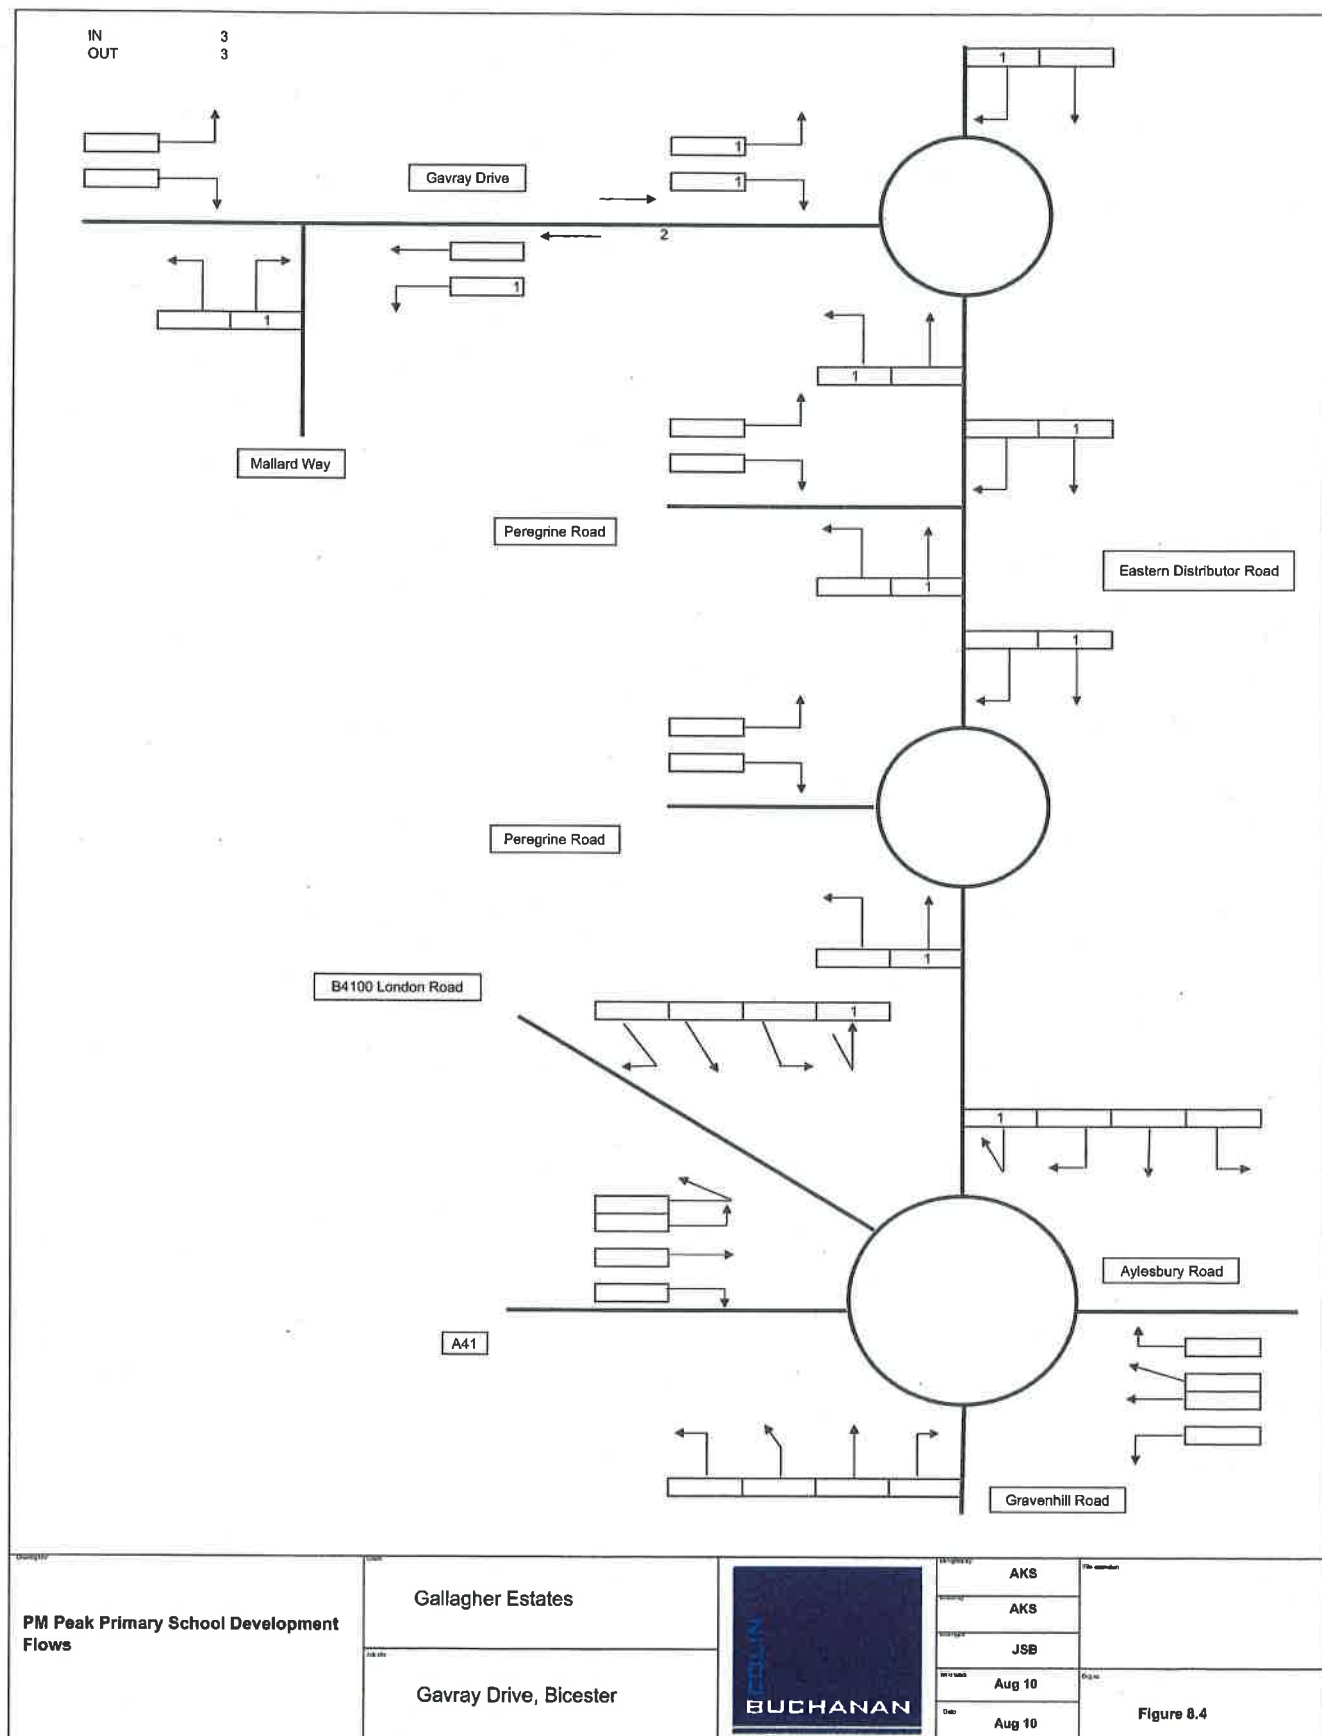 IN 3
OUT 3
1
1
Gavray Drive
1
2
1
1
1
1
Mallard Way
Peregrine Road
1
Eastern Distributor Road
1
Peregrine Road
1
B4100 London Road
1
1
Aylesbury Road
A41
Gravenhill Road
PM Peak Primary School Development
Flows
Gallagher Estates
Gavray Drive, Bicester
COLIN
BUCHANAN
AKS
AKS
JSB
Aug 10
Date
Aug 10
Figure 8.4